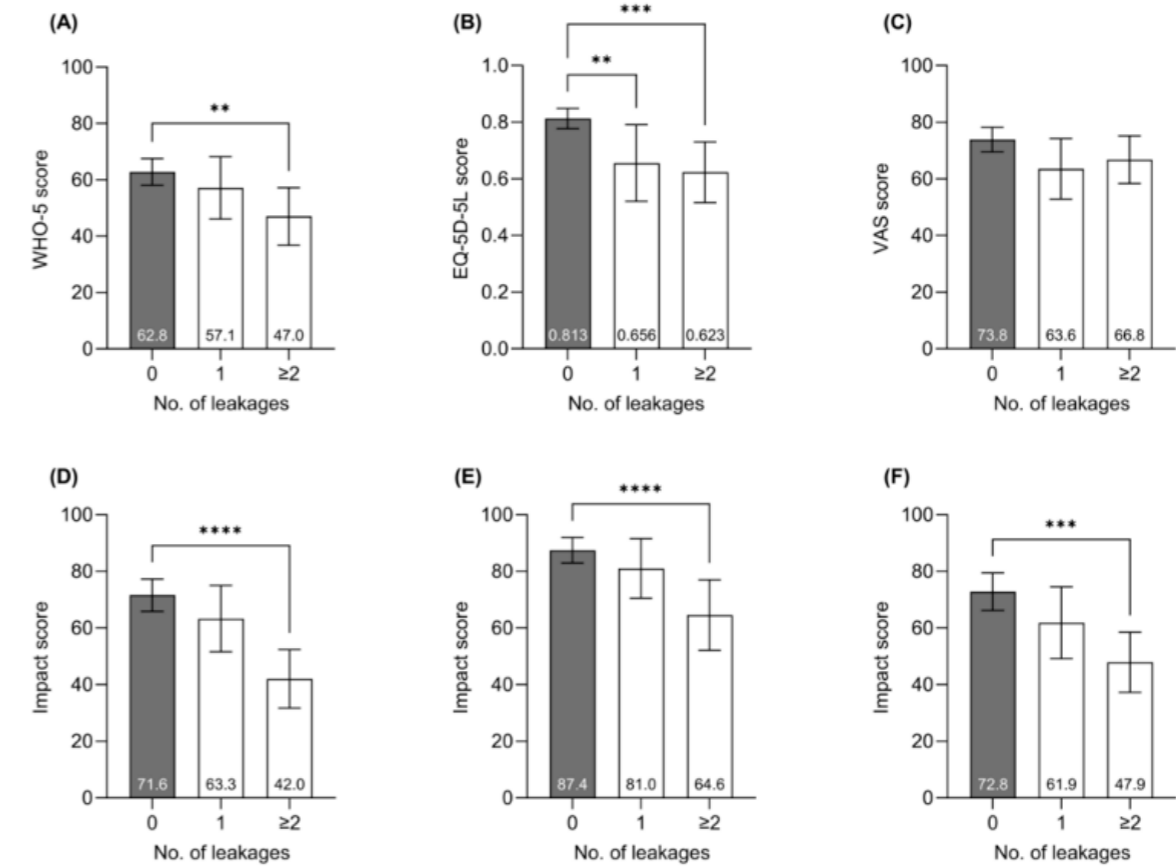 (A)
**
WHO-5 score
100
80
60
40
20
0
62.8 57.1 47.0
0 1 ≥2
No. of leakages
(B)
***
**
EQ-5D-5L score
1.0
0.8
0.6
0.4
0.2
0.0
0.813 0.656 0.623
0 1 ≥2
No. of leakages
(C)
VAS score
100
80
60
40
20
0
73.8 63.6 66.8
0 1 ≥2
No. of leakages
(D)
****
Impact score
100
80
60
40
20
0
71.6 63.3 42.0
0 1 ≥2
No. of leakages
(E)
****
Impact score
100
80
60
40
20
0
87.4 81.0 64.6
0 1 ≥2
No. of leakages
(F)
***
Impact score
100
80
60
40
20
0
72.8 61.9 47.9
0 1 ≥2
No. of leakages